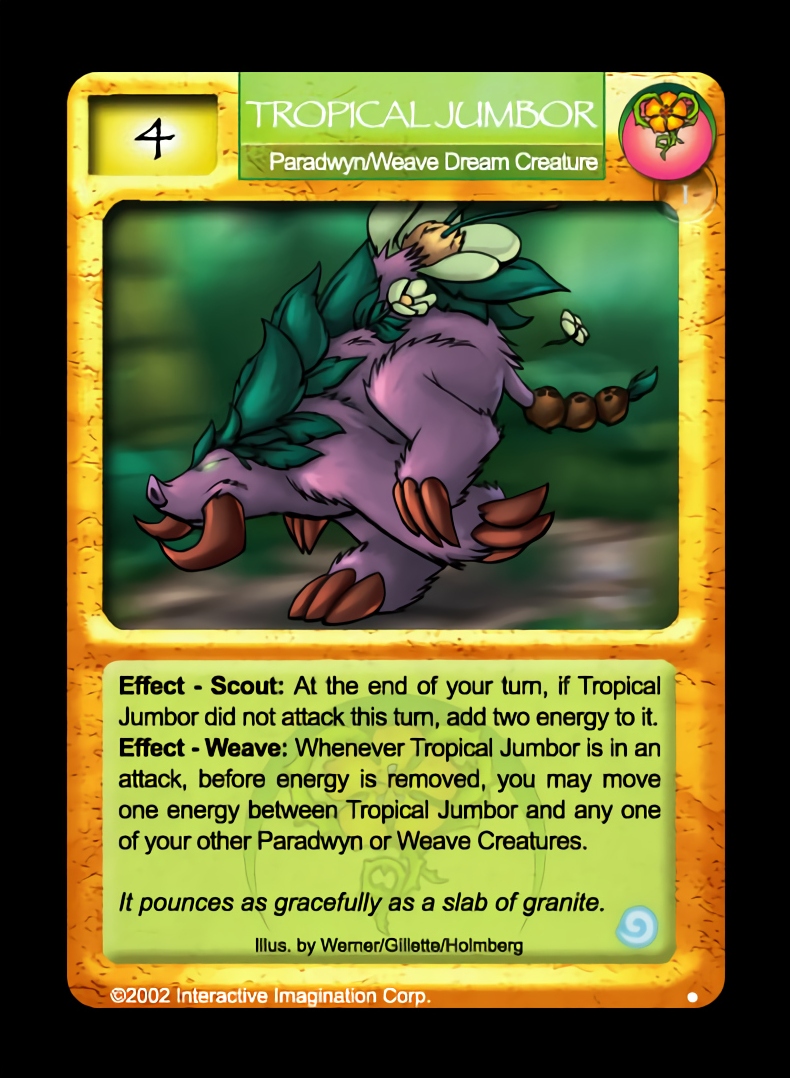 4
TROPICAL JUMBOR
Paradwyn/Weave Dream Creature
1
Effect - Scout: At the end of your turn, if Tropical
Jumbor did not attack this turn, add two energy to it.
Effect - Weave: Whenever Tropical Jumbor is in an
attack, before energy is removed, you may move
one energy between Tropical Jumbor and any one
of your other Paradwyn or Weave Creatures.
It pounces as gracefully as a slab of granite.
Illus. by Werner/Gillette/Holmberg
©2002 Interactive Imagination Corp.